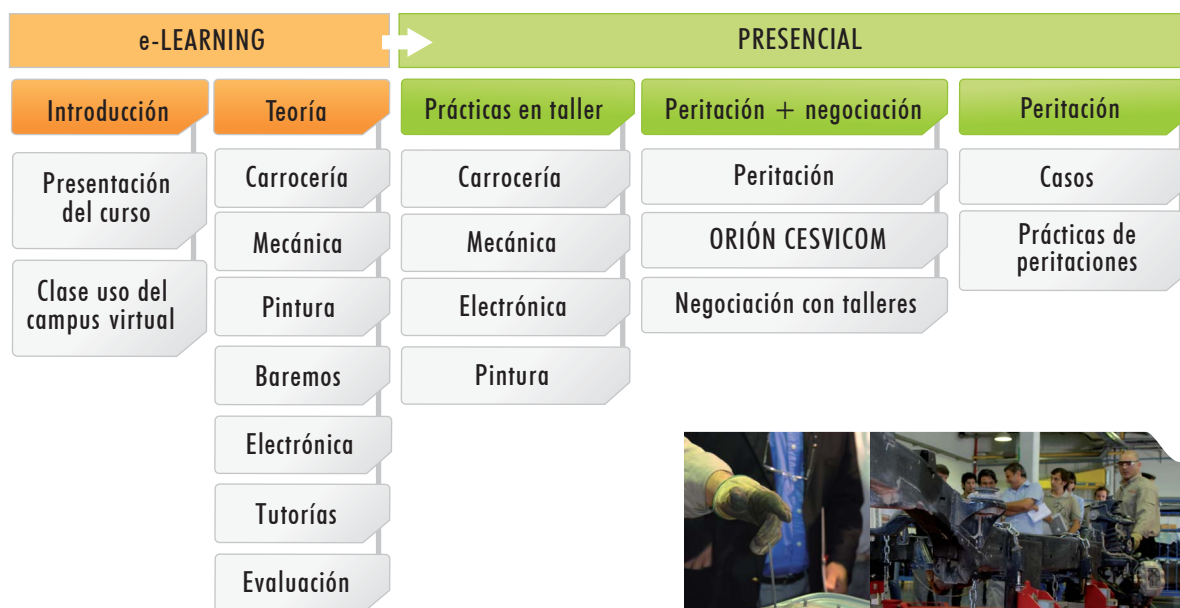 e-LEARNING
PRESENCIAL
Introducción
Presentación
del curso
Clase uso del
campus virtual
Teoría
Carrocería
Mecánica
Pintura
Baremos
Electrónica
Tutorías
Evaluación
Prácticas en taller
Carrocería
Mecánica
Electrónica
Pintura
Peritación + negociación
Peritación
ORIÓN CESVICOM
Negociación con talleres
Peritación
Casos
Prácticas de
peritaciones